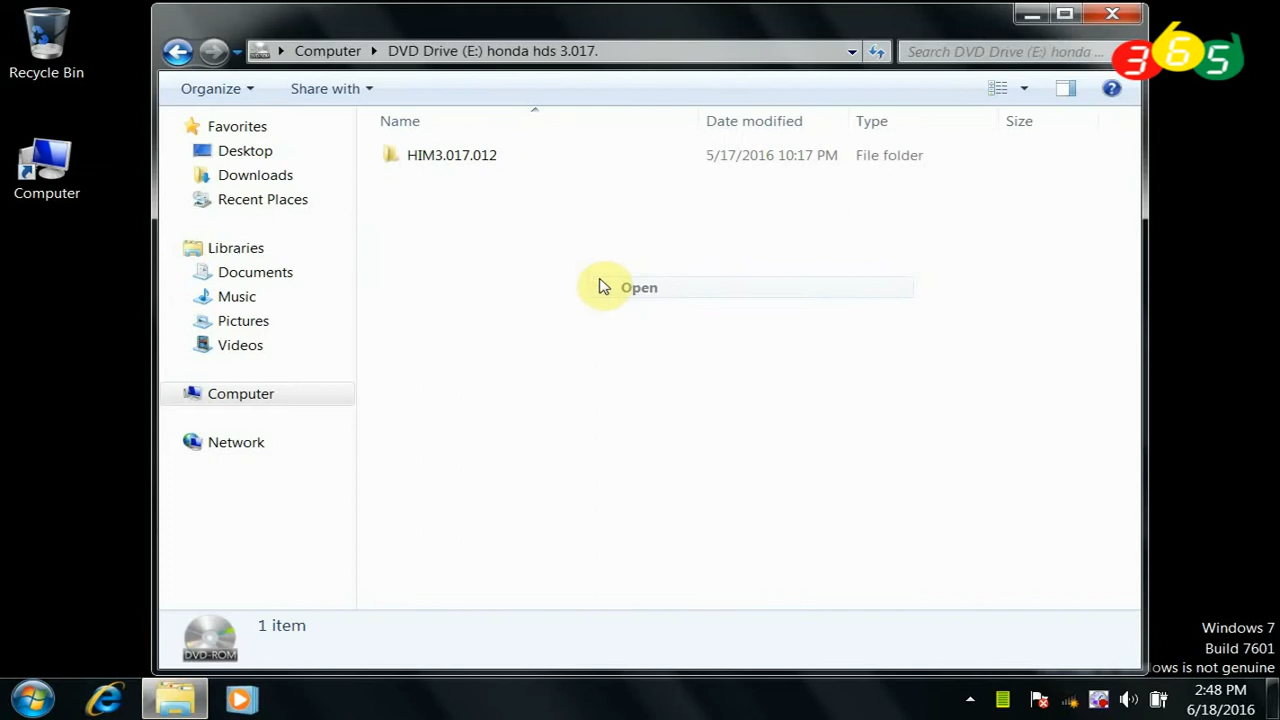 Recycle Bin
Computer
Computer
DVD Drive (E:) honda hds 3.017.
Search DVD Drive (E:) honda ...
365
Organize
Share with
Favorites
Desktop
Downloads
Recent Places
Libraries
Documents
Music
Pictures
Videos
Computer
Network
Name
Date modified
Type
Size
HIM3.017.012
5/17/2016 10:17 PM
File folder
Open
1 item
DVD-ROM
Windows 7
Build 7601
ows is not genuine
2:48 PM
6/18/2016